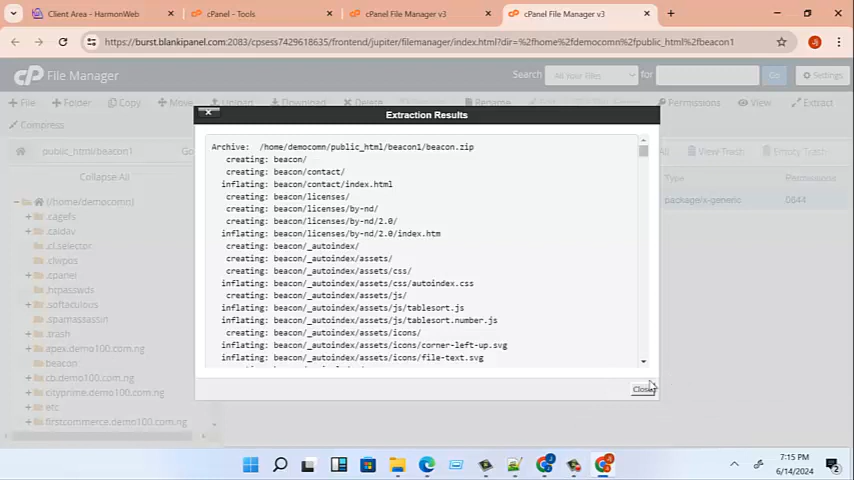 Client Area - HarmonWeb
cPanel - Tools
cPanel File Manager v3
cPanel File Manager v3
https://burst.blankipanel.com:2083/cpsess7429618635/frontend/jupiter/filemanager/index.html?dir=%2fhome%2fdemocomn%2fpublic_html%2fbeacon1
File Manager
Search
All Your Files
for
Go
Settings
File
Folder
Copy
Move
Upload
Download
Delete
Rename
Edit
Permissions
View
Extract
Compress
Extraction Results
public_html/beacon1
Go
View Trash
Empty Trash
Collapse All
Type
(/home/democomn)
package/x-generic
0644
.cagefs
.caldav
.cl.selector
.clwpos
.cpanel
.htpasswds
.softaculous
.spamassassin
.trash
apex.demo100.com.ng
beacon
cb.demo100.com.ng
cityprime.demo100.com.ng
etc
firstcommerce.demo100.com.ng
Archive: /home/democomn/public_html/beacon1/beacon.zip
creating: beacon/
creating: beacon/contact/
inflating: beacon/contact/index.html
creating: beacon/licenses/
creating: beacon/licenses/by-nd/
creating: beacon/licenses/by-nd/2.0/
inflating: beacon/licenses/by-nd/2.0/index.htm
creating: beacon/_autoindex/
creating: beacon/_autoindex/assets/
creating: beacon/_autoindex/assets/css/
inflating: beacon/_autoindex/assets/css/autoindex.css
creating: beacon/_autoindex/assets/js/
inflating: beacon/_autoindex/assets/js/tablesort.js
inflating: beacon/_autoindex/assets/js/tablesort.number.js
creating: beacon/_autoindex/assets/icons/
inflating: beacon/_autoindex/assets/icons/corner-left-up.svg
inflating: beacon/_autoindex/assets/icons/file-text.svg
Close
7:15 PM
6/14/2024